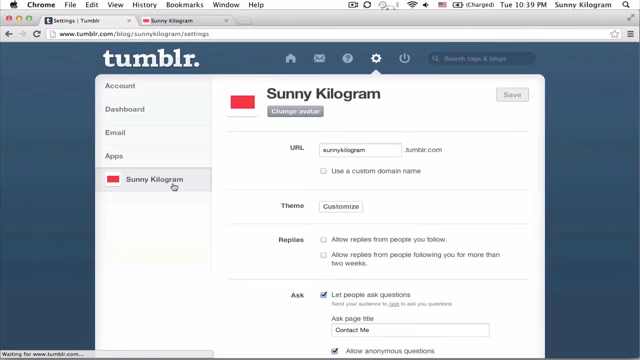 Chrome File Edit View History Bookmarks Window Help (Charged) Tue 10:39 PM Sunny Kilogram
Settings | Tumblr
Sunny Kilogram
www.tumblr.com/blog/sunnykilogram/settings
tumblr.
Search tags & blogs
Account
Dashboard
Email
Apps
Sunny Kilogram
Sunny Kilogram
Change avatar
Save
URL
sunnykilogram
.tumblr.com
Use a custom domain name
Theme
Customize
Replies
Allow replies from people you follow.
Allow replies from people following you for more than
two weeks.
Ask
Let people ask questions
Send your audience to /ask to ask you questions.
Ask page title
Contact Me
Allow anonymous questions
Waiting for www.tumblr.com...